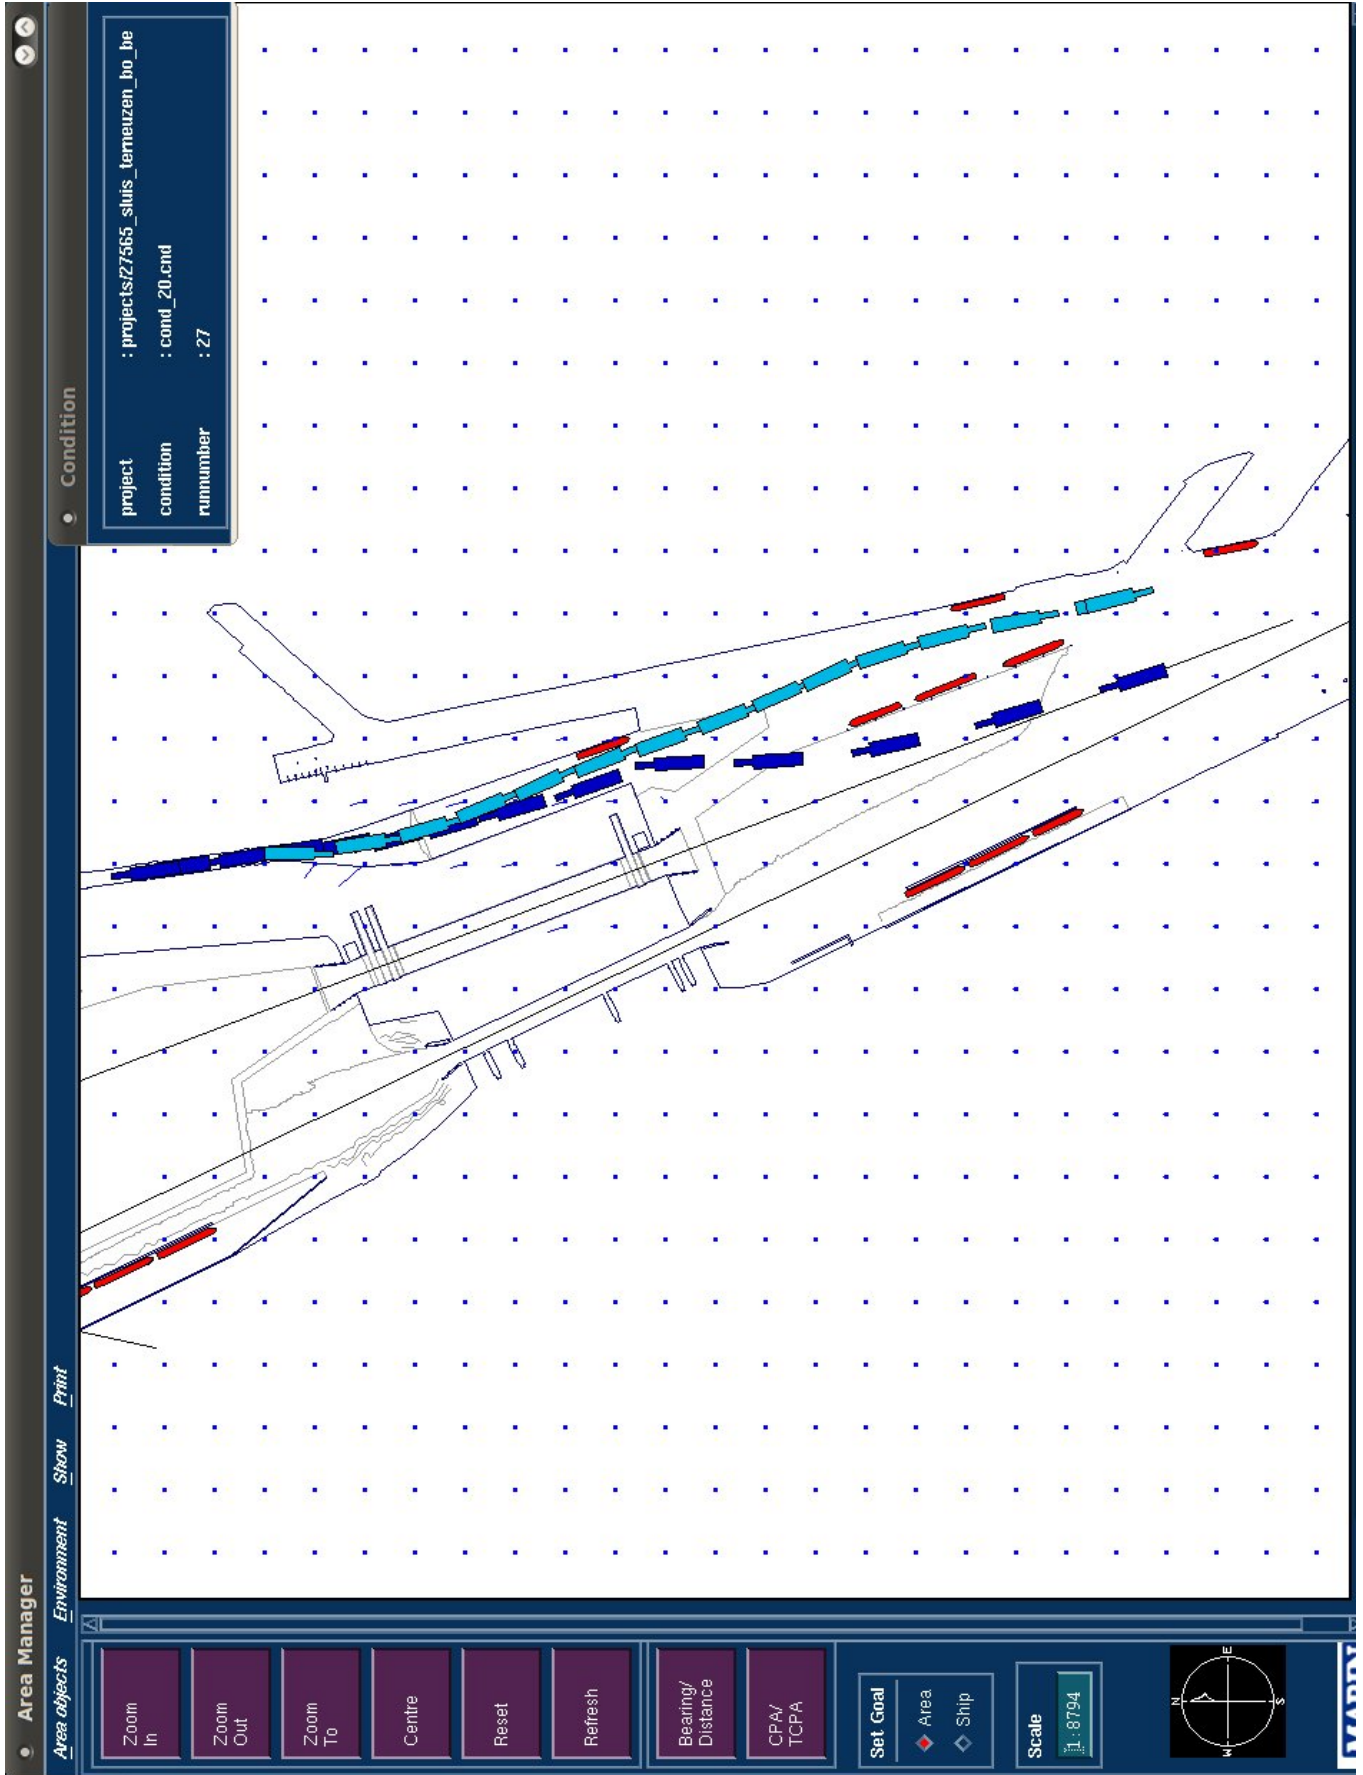 Area Manager
Area objects Environment Show Print
Condition
project : projects/27565_sluis_terneuzen_bo_be
condition : cond_20.cnd
runnumber : 27
Zoom
In
Zoom
Out
Zoom
To
Centre
Reset
Refresh
Bearing/
Distance
CPA/
TCPA
Set Goal
Area
Ship
Scale
1:8794
N
W E
S